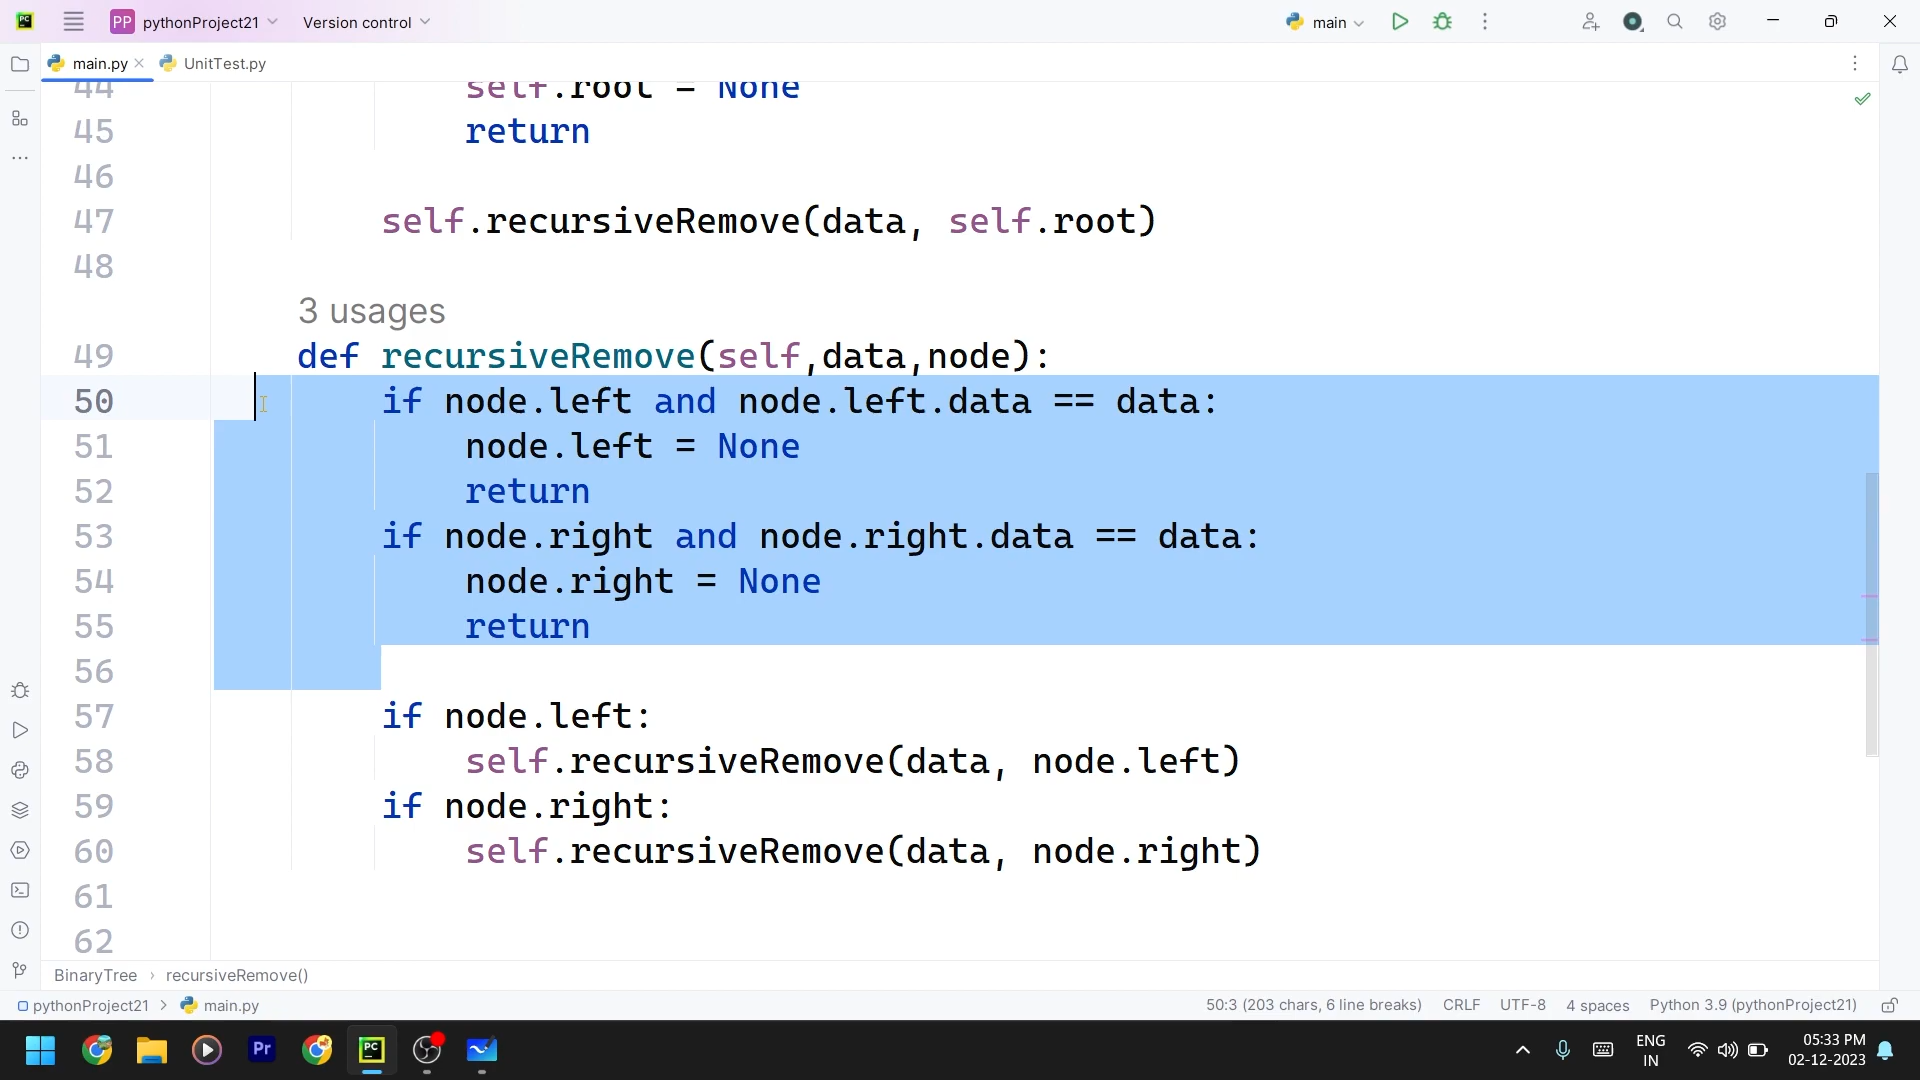 PC
PP pythonProject21
Version control
main
main.py
UnitTest.py
44 self.root = None
45 return
46
47 self.recursiveRemove(data, self.root)
48
3 usages
49 def recursiveRemove(self,data,node):
50 if node.left and node.left.data == data:
51 node.left = None
52 return
53 if node.right and node.right.data == data:
54 node.right = None
55 return
56
57 if node.left:
58 self.recursiveRemove(data, node.left)
59 if node.right:
60 self.recursiveRemove(data, node.right)
61
62
BinaryTree › recursiveRemove()
pythonProject21 › main.py
50:3 (203 chars, 6 line breaks)
CRLF
UTF-8
4 spaces
Python 3.9 (pythonProject21)
Pr
PC
ENG
IN
05:33 PM
02-12-2023